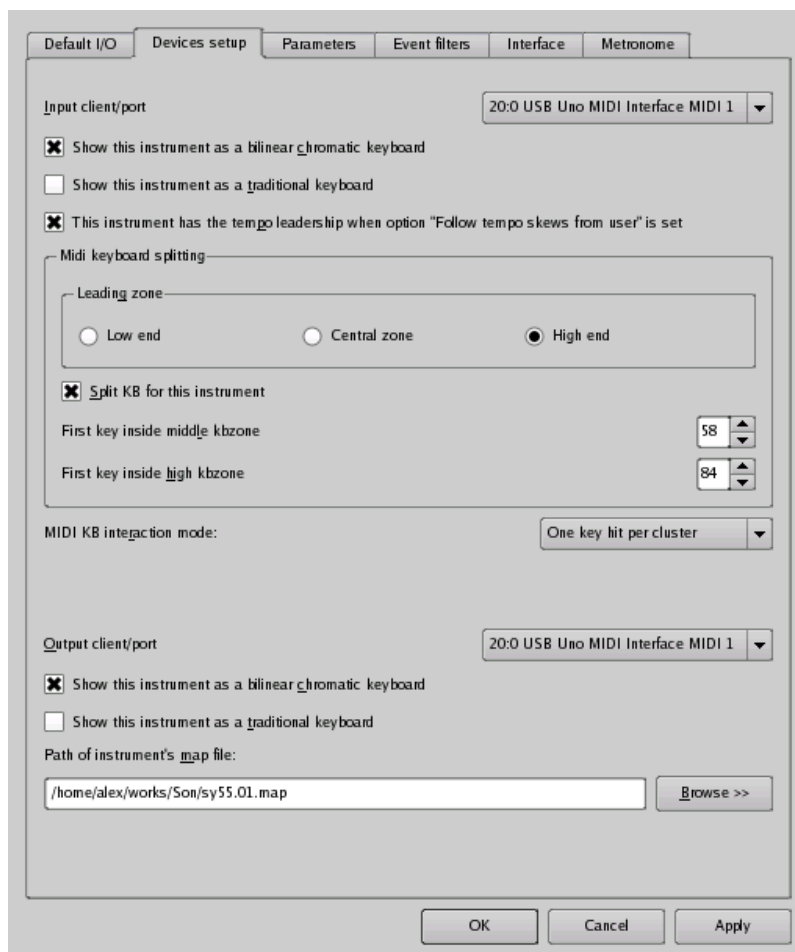 Default I/O Devices setup Parameters Event filters Interface Metronome
Input client/port 20:0 USB Uno MIDI Interface MIDI 1
Show this instrument as a bilinear chromatic keyboard
Show this instrument as a traditional keyboard
This instrument has the tempo leadership when option "Follow tempo skews from user" is set
Midi keyboard splitting
Leading zone
Low end Central zone High end
Split KB for this instrument
First key inside middle kbzone 58
First key inside high kbzone 84
MIDI KB interaction mode: One key hit per cluster
Output client/port 20:0 USB Uno MIDI Interface MIDI 1
Show this instrument as a bilinear chromatic keyboard
Show this instrument as a traditional keyboard
Path of instrument's map file:
/home/alex/works/Son/sy55.01.map Browse >>
OK Cancel Apply